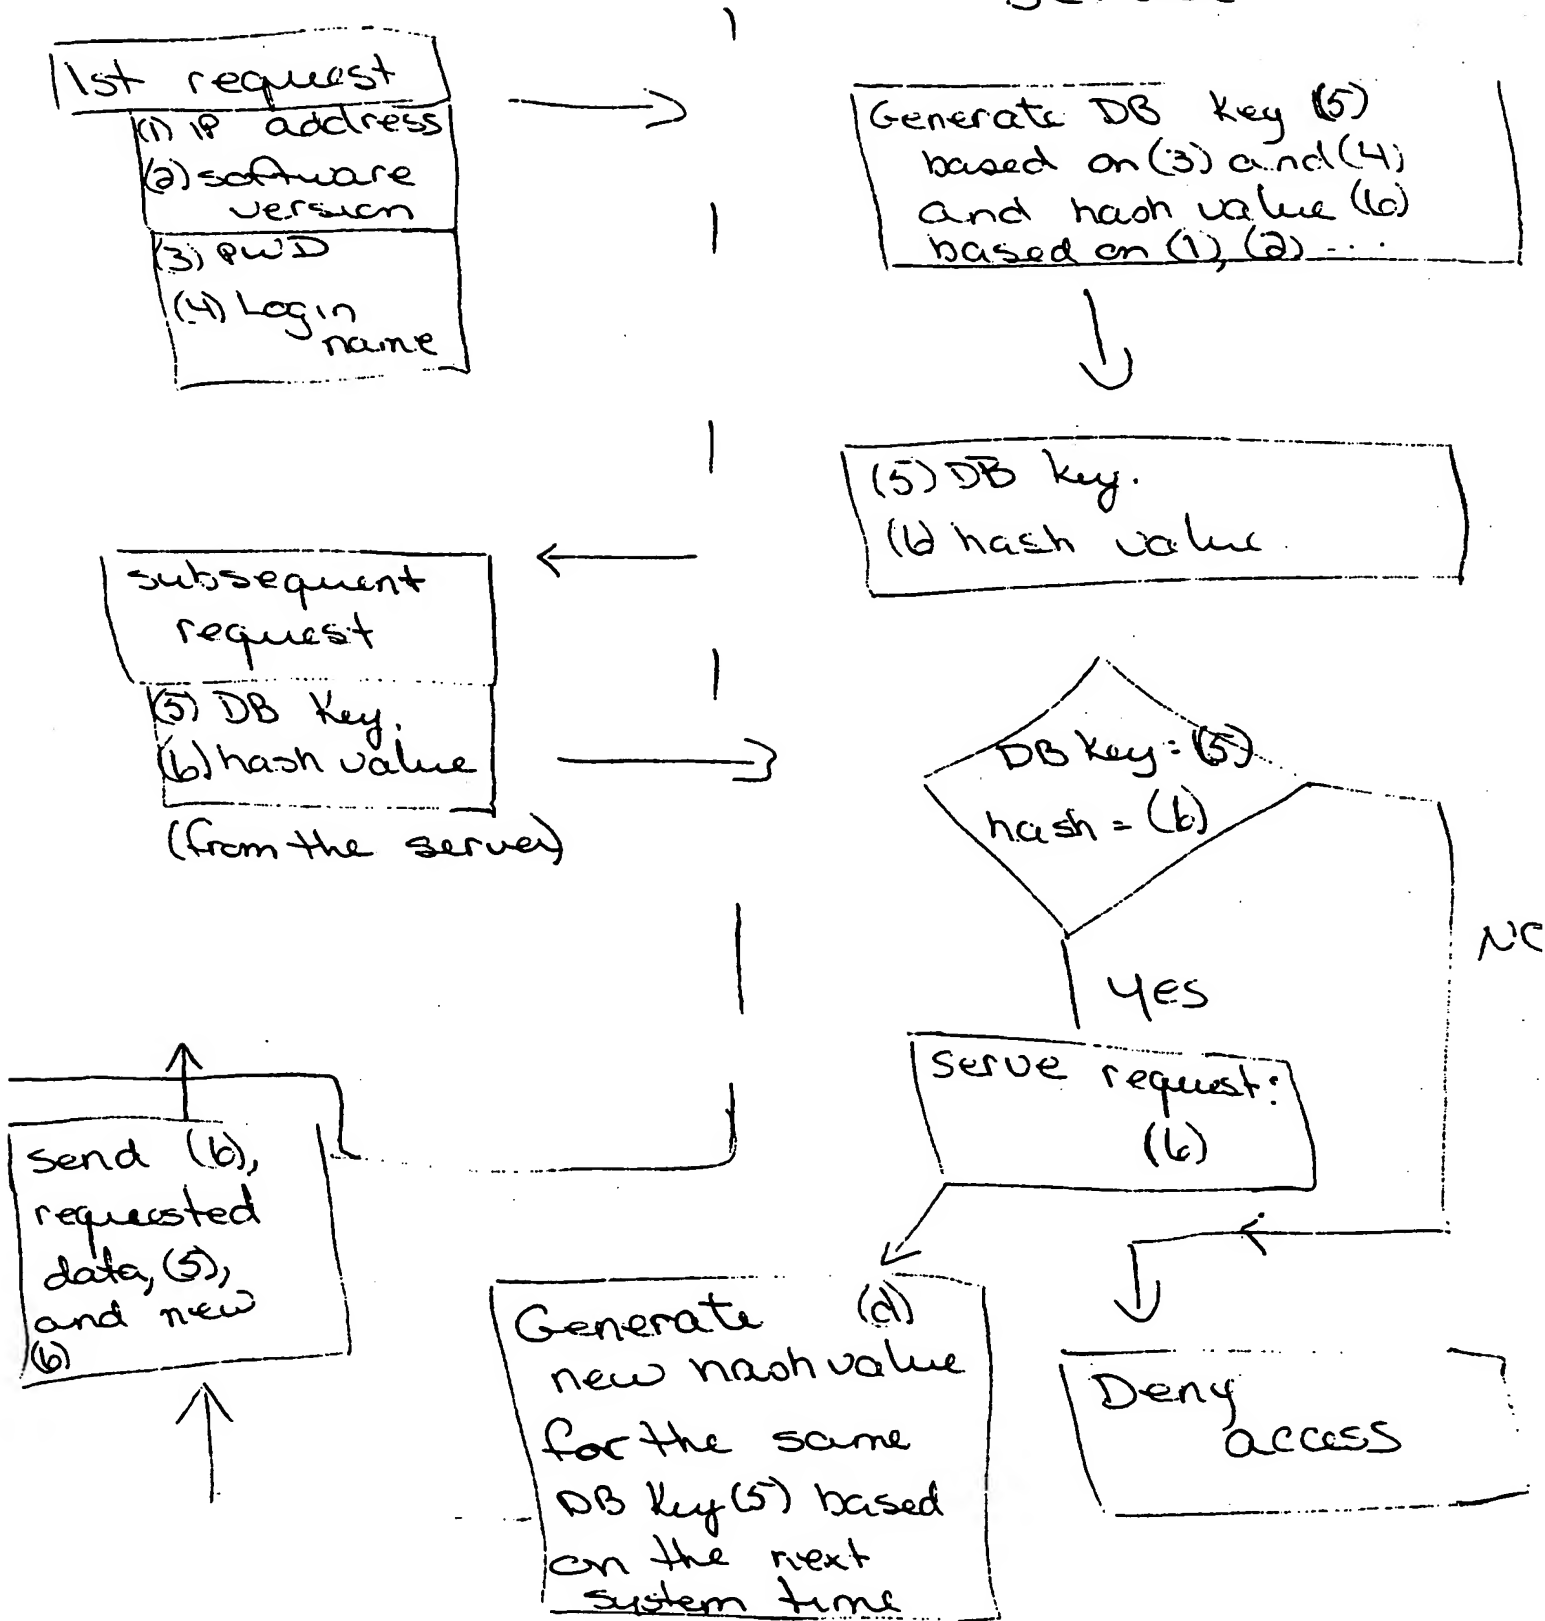 1st request
(1) IP address
(2) software
version
(3) PWD
(4) Login
name
Generate DB key (5)
based on (3) and (4)
and hash value (6)
based on (1), (2) ...
(5) DB key.
(6) hash value
subsequent
request
(5) DB key.
(6) hash value
(from the server)
DB key = (5)
hash = (6)
YES
serve request:
(6)
send (6),
requested
data, (5),
and new
(6)
Generate (d)
new hash value
for the same
DB key (5) based
on the next
system time
Deny
access